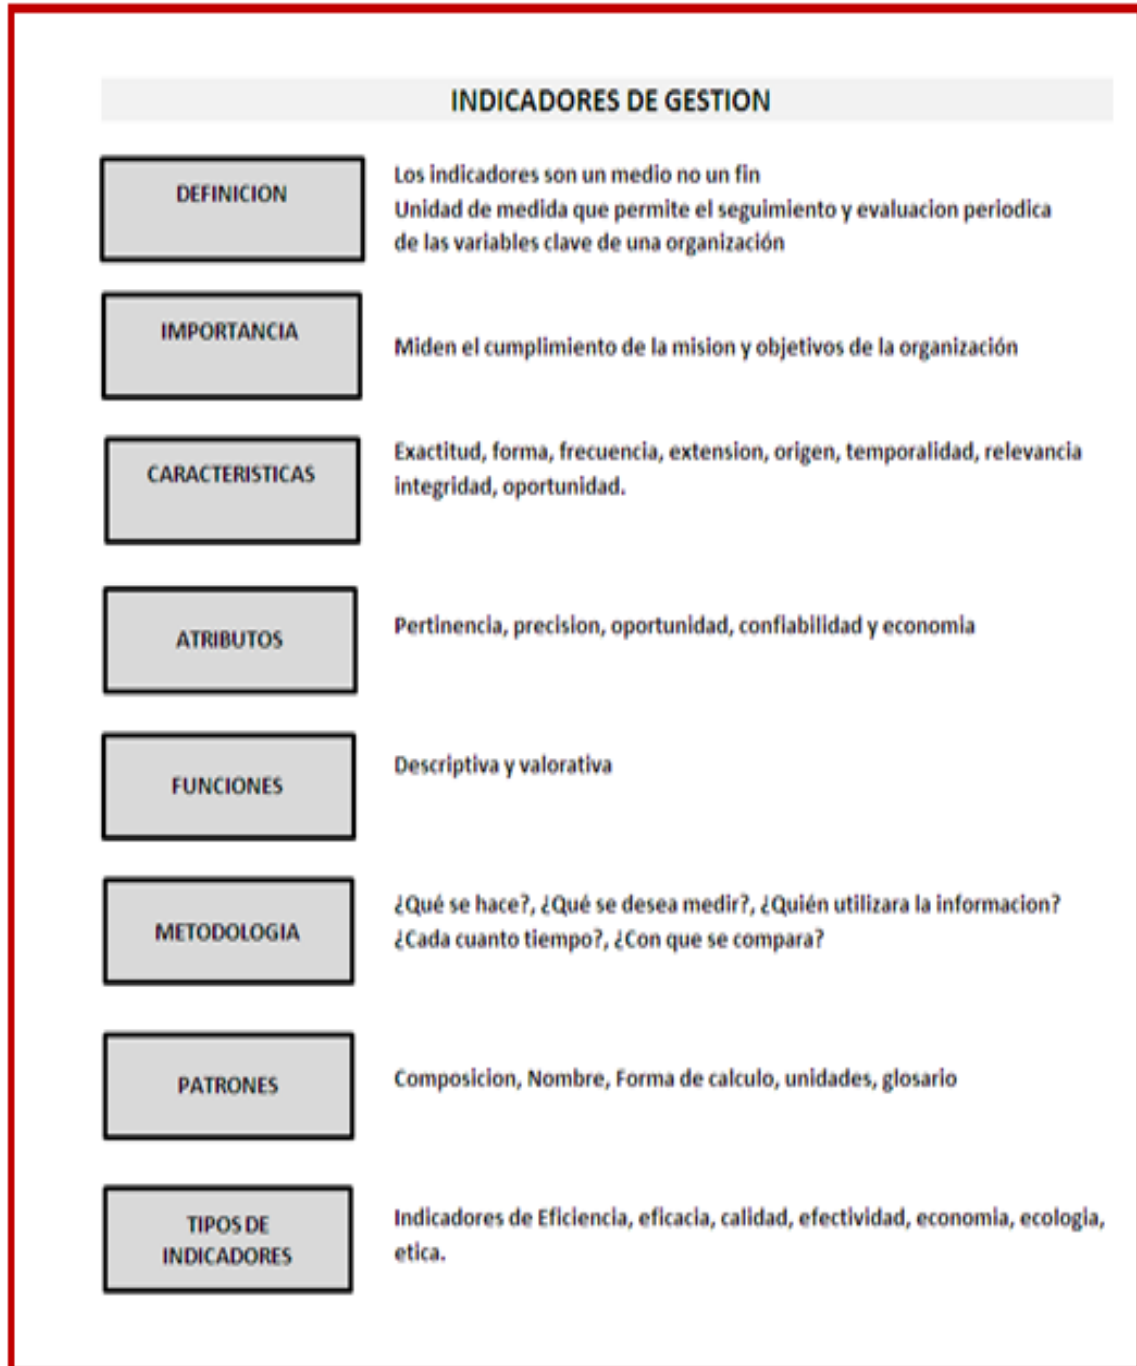 INDICADORES DE GESTION
DEFINICION
Los indicadores son un medio no un fin
Unidad de medida que permite el seguimiento y evaluacion periodica
de las variables clave de una organización
IMPORTANCIA
Miden el cumplimiento de la mision y objetivos de la organización
CARACTERISTICAS
Exactitud, forma, frecuencia, extension, origen, temporalidad, relevancia
integridad, oportunidad.
ATRIBUTOS
Pertinencia, precision, oportunidad, confiabilidad y economia
FUNCIONES
Descriptiva y valorativa
METODOLOGIA
¿Qué se hace?, ¿Qué se desea medir?, ¿Quién utilizara la informacion?
¿Cada cuanto tiempo?, ¿Con que se compara?
PATRONES
Composicion, Nombre, Forma de calculo, unidades, glosario
TIPOS DE
INDICADORES
Indicadores de Eficiencia, eficacia, calidad, efectividad, economia, ecologia,
etica.